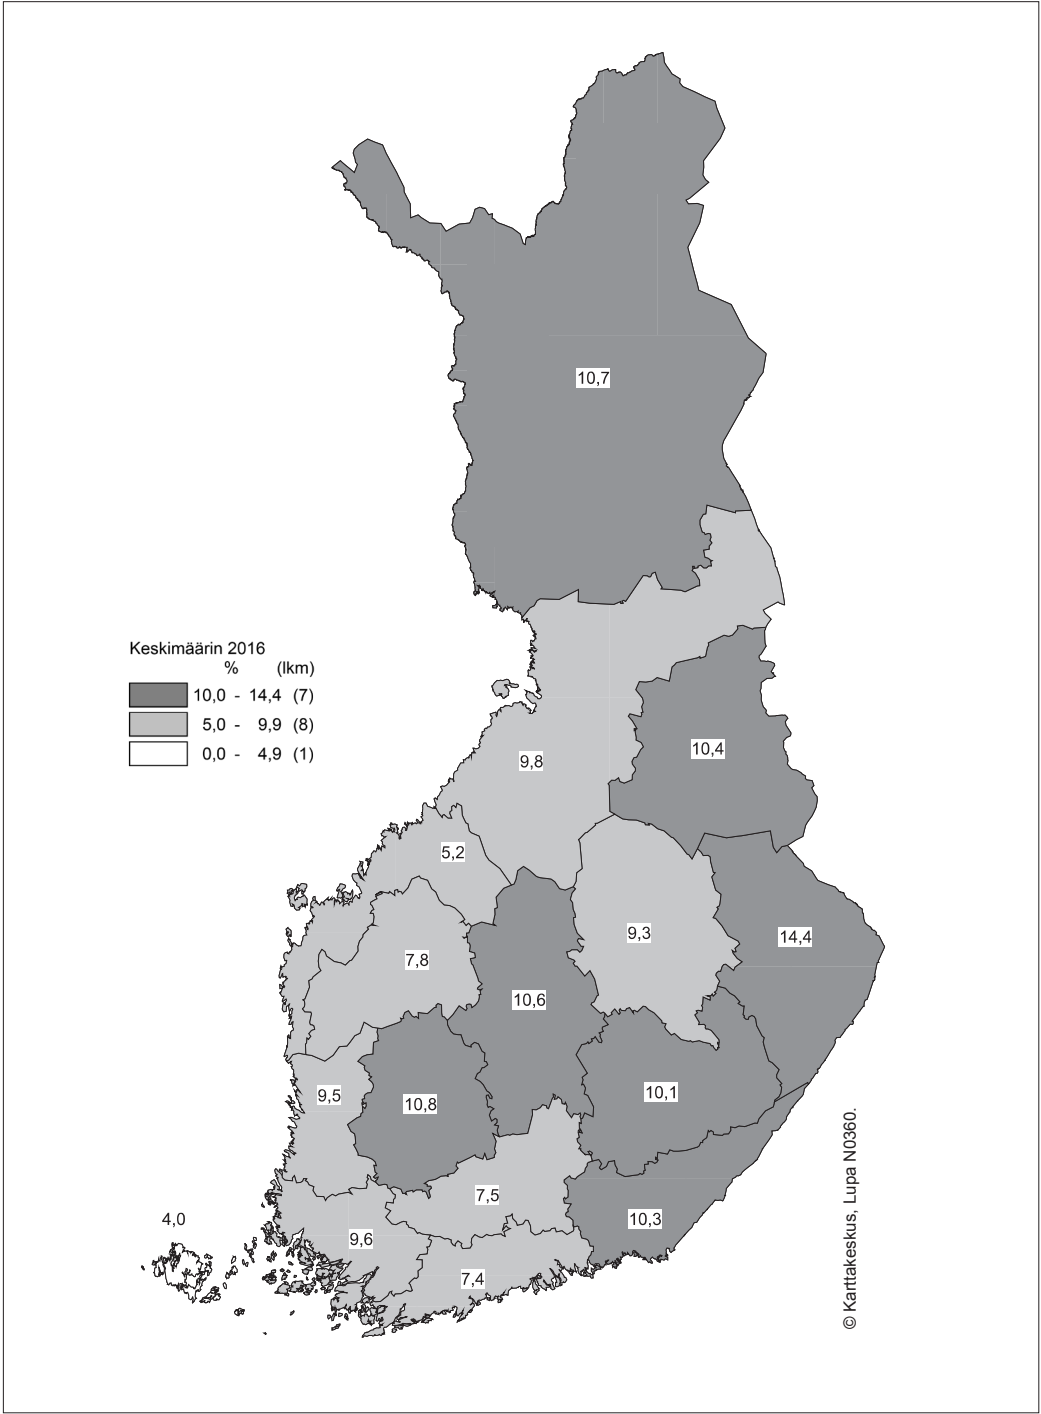 10,7
Keskimäärin 2016
% (lkm)
10,0 - 14,4 (7)
5,0 - 9,9 (8)
0,0 - 4,9 (1)
10,4
9,8
5,2
9,3
14,4
7,8
10,6
9,5
10,8
10,1
7,5
4,0
10,3
9,6
7,4
© Karttakeskus, Lupa N0360.